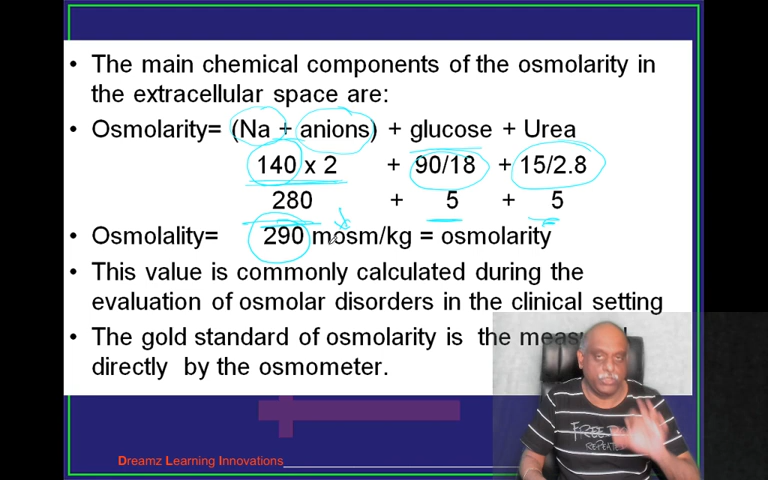 • The main chemical components of the osmolarity in
the extracellular space are:
• Osmolarity= (Na + anions) + glucose + Urea
140 x 2 + 90/18 + 15/2.8
280 + 5 + 5
• Osmolality= 290 mosm/kg = osmolarity
• This value is commonly calculated during the
evaluation of osmolar disorders in the clinical setting
• The gold standard of osmolarity is the
directly by the osmometer.
REPEATED
Dreamz Learning Innovations